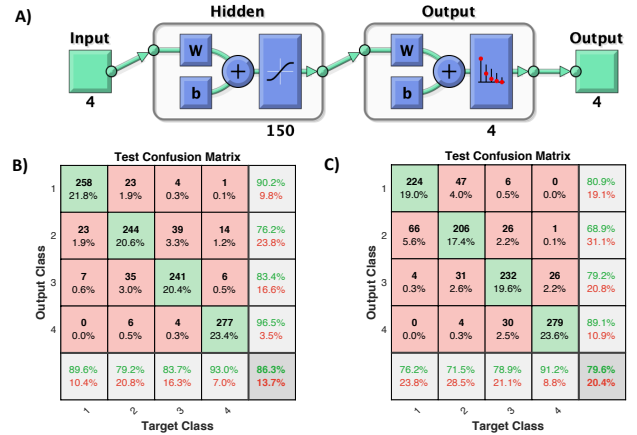 A)
Hidden
Output
Input
W
b
+
W
b
+
Output
4
150
4
4
B)
Test Confusion Matrix
Output Class
1
258 23 4 1 90.2%
21.8% 1.9% 0.3% 0.1% 9.8%
2
23 244 39 14 76.2%
1.9% 20.6% 3.3% 1.2% 23.8%
3
7 35 241 6 83.4%
0.6% 3.0% 20.4% 0.5% 16.6%
4
0 6 4 277 96.5%
0.0% 0.5% 0.3% 23.4% 3.5%
89.6% 79.2% 83.7% 93.0% 86.3%
10.4% 20.8% 16.3% 7.0% 13.7%
1 2 3 4
Target Class
C)
Test Confusion Matrix
Output Class
1
224 47 6 0 80.9%
19.0% 4.0% 0.5% 0.0% 19.1%
2
66 206 26 1 68.9%
5.6% 17.4% 2.2% 0.1% 31.1%
3
4 31 232 26 79.2%
0.3% 2.6% 19.6% 2.2% 20.8%
4
0 4 30 279 89.1%
0.0% 0.3% 2.5% 23.6% 10.9%
76.2% 71.5% 78.9% 91.2% 79.6%
23.8% 28.5% 21.1% 8.8% 20.4%
1 2 3 4
Target Class